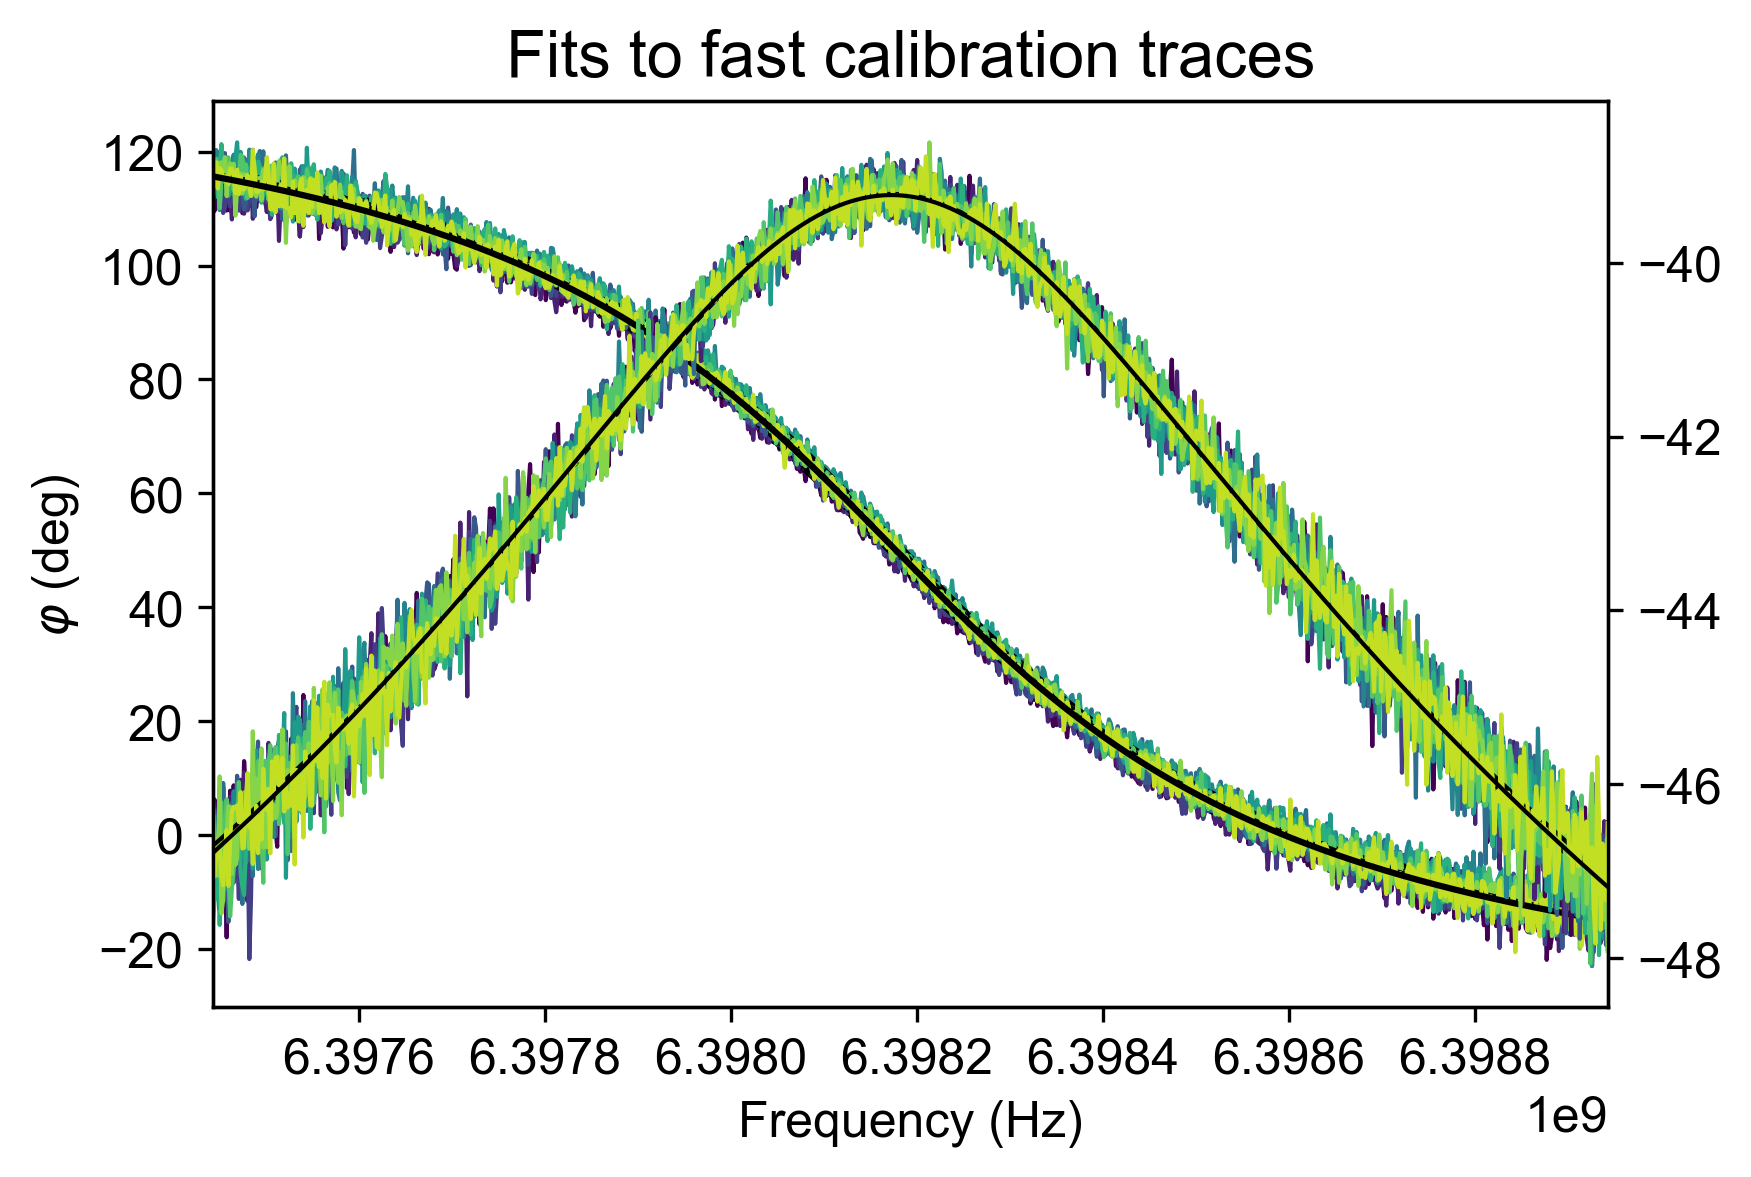 Fits to fast calibration traces
120
100
80
60
40
20
0
−20
φ (deg)
−40
−42
−44
−46
−48
6.3976 6.3978 6.3980 6.3982 6.3984 6.3986 6.3988
1e9
Frequency (Hz)